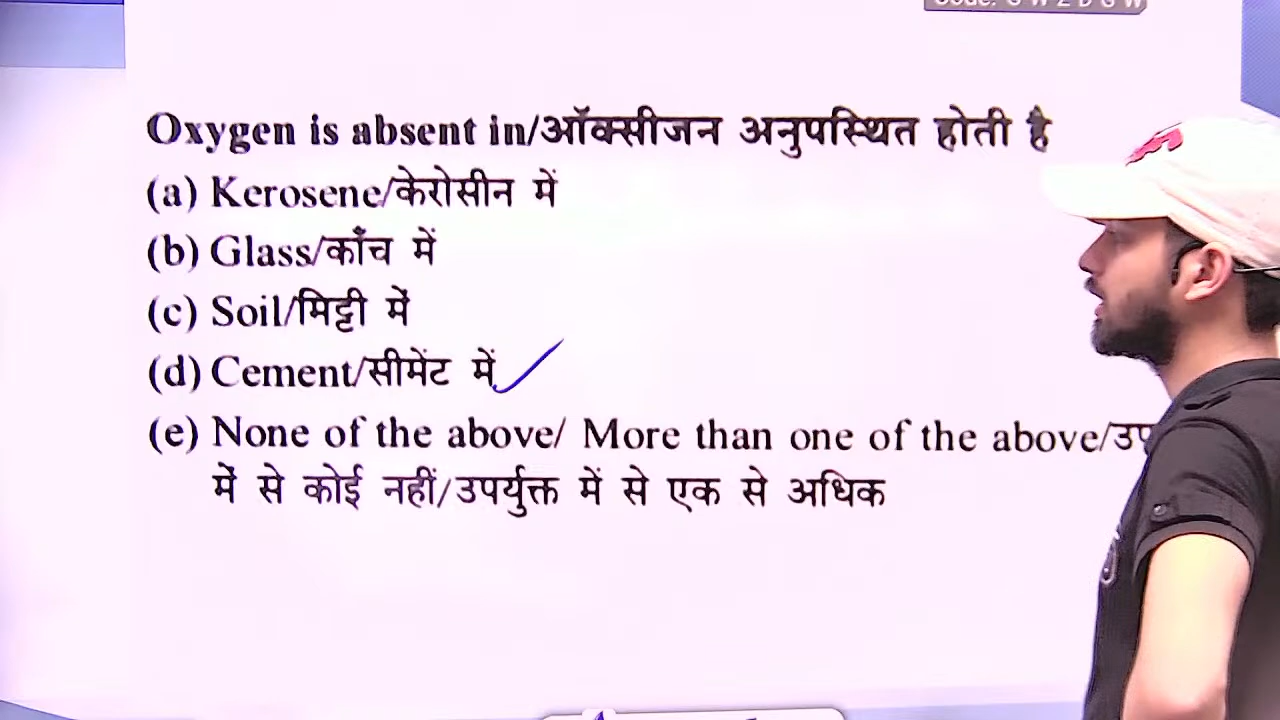 Oxygen is absent in/ऑक्सीजन अनुपस्थित होती है
(a) Kerosene/केरोसीन में
(b) Glass/काँच में
(c) Soil/मिट्टी में
(d) Cement/सीमेंट में
(e) None of the above/ More than one of the above/
में से कोई नहीं/उपर्युक्त में से एक से अधिक